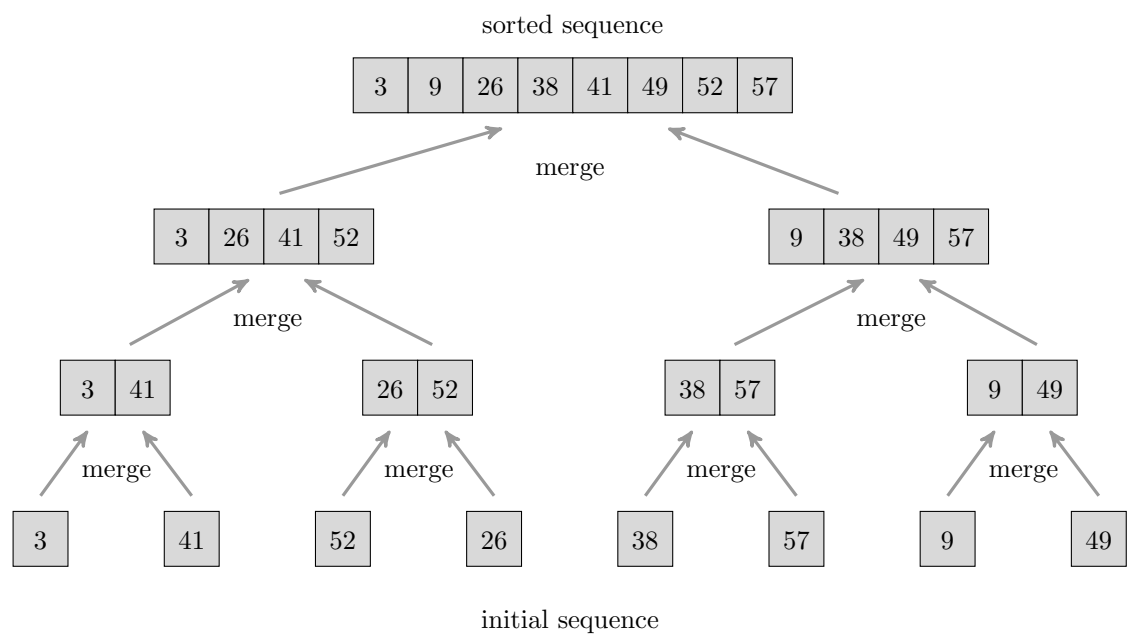 sorted sequence
3 9 26 38 41 49 52 57
merge
3 26 41 52 9 38 49 57
merge merge
3 41 26 52 38 57 9 49
merge merge merge merge
3 41 52 26 38 57 9 49
initial sequence